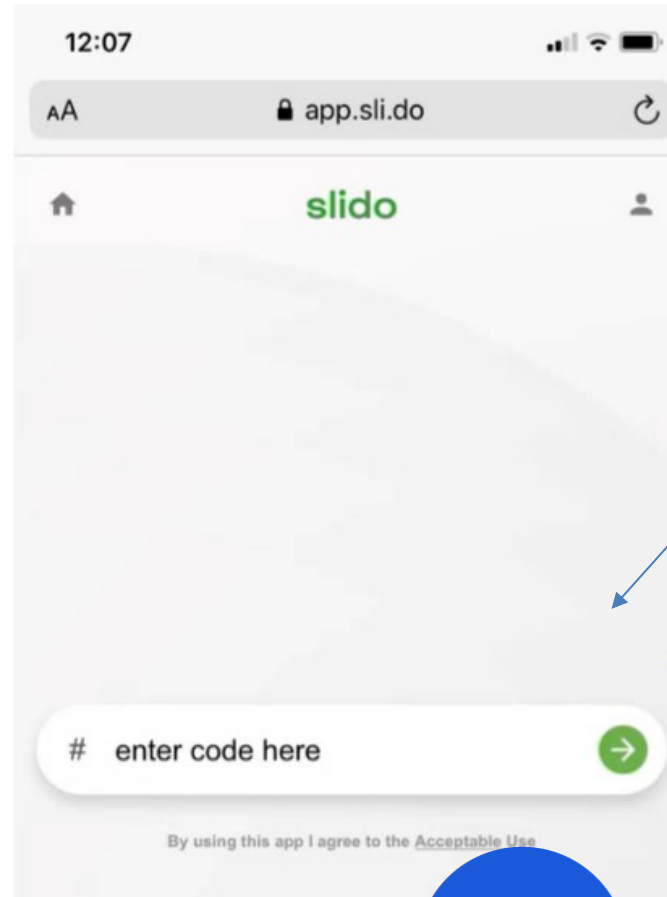 12:07
AA app.sli.do
slido
# enter code here
By using this app I agree to the Acceptable Use